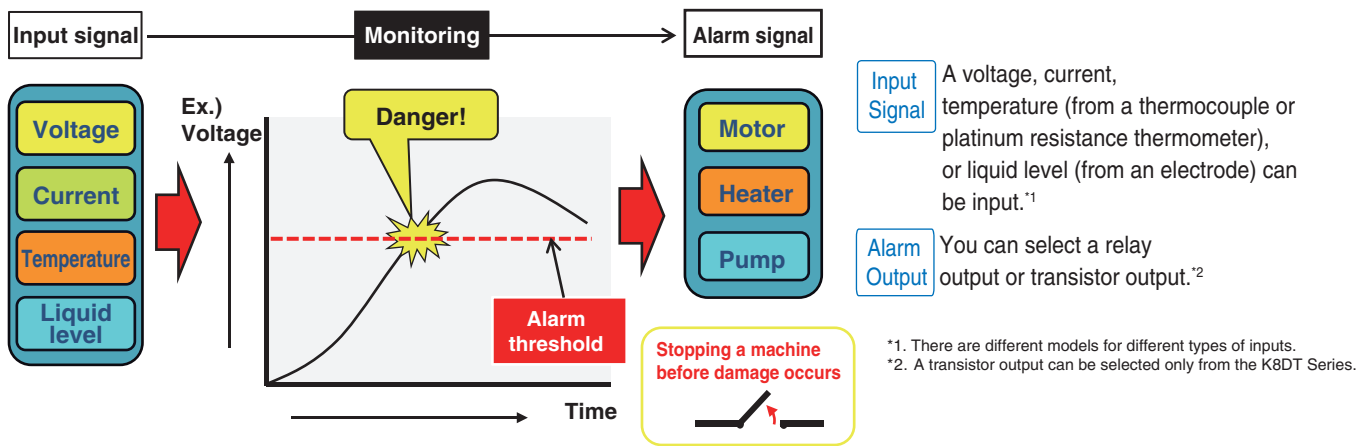 Input signal
Monitoring
Alarm signal
Voltage
Current
Temperature
Liquid
level
Ex.)
Voltage
Danger!
Alarm
threshold
Time
Motor
Heater
Pump
Stopping a machine
before damage occurs
Input
Signal
A voltage, current,
temperature (from a thermocouple or
platinum resistance thermometer),
or liquid level (from an electrode) can
be input.*1
Alarm
Output
You can select a relay
output or transistor output.*2
*1. There are different models for different types of inputs.
*2. A transistor output can be selected only from the K8DT Series.